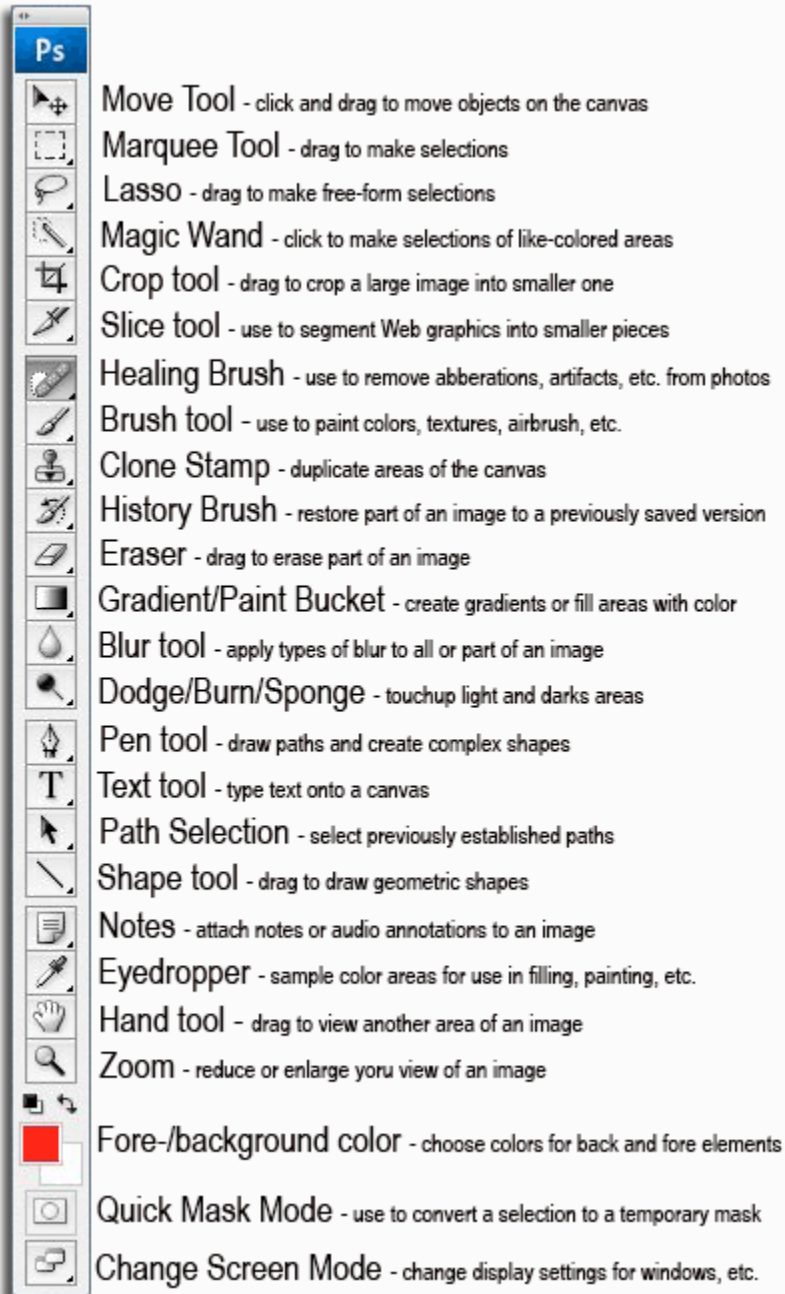 Ps
Move Tool - click and drag to move objects on the canvas
Marquee Tool - drag to make selections
Lasso - drag to make free-form selections
Magic Wand - click to make selections of like-colored areas
Crop tool - drag to crop a large image into smaller one
Slice tool - use to segment Web graphics into smaller pieces
Healing Brush - use to remove abberations, artifacts, etc. from photos
Brush tool - use to paint colors, textures, airbrush, etc.
Clone Stamp - duplicate areas of the canvas
History Brush - restore part of an image to a previously saved version
Eraser - drag to erase part of an image
Gradient/Paint Bucket - create gradients or fill areas with color
Blur tool - apply types of blur to all or part of an image
Dodge/Burn/Sponge - touchup light and darks areas
Pen tool - draw paths and create complex shapes
T Text tool - type text onto a canvas
Path Selection - select previously established paths
Shape tool - drag to draw geometric shapes
Notes - attach notes or audio annotations to an image
Eyedropper - sample color areas for use in filling, painting, etc.
Hand tool - drag to view another area of an image
Zoom - reduce or enlarge yoru view of an image
Fore-/background color - choose colors for back and fore elements
Quick Mask Mode - use to convert a selection to a temporary mask
Change Screen Mode - change display settings for windows, etc.